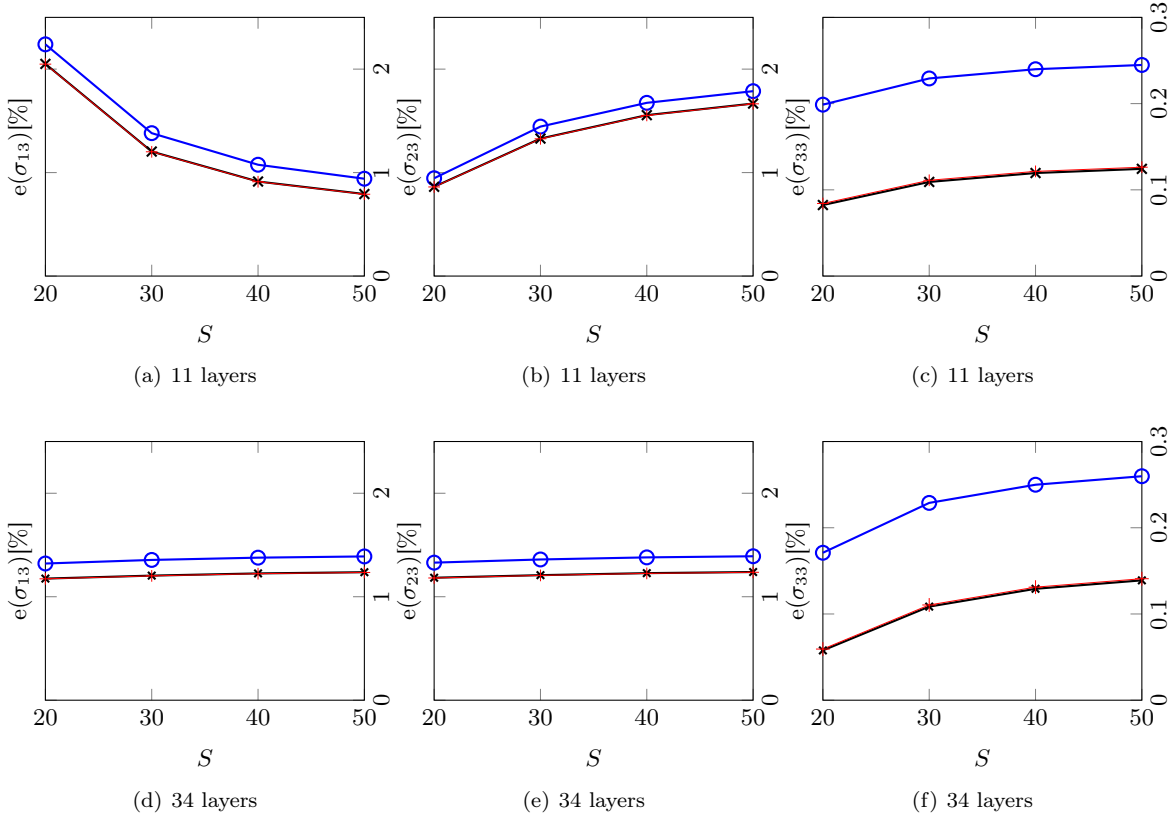 e(σ₁₃)[%]
0
1
2
20
30
40
50
S
(a) 11 layers
e(σ₂₃)[%]
0
1
2
20
30
40
50
S
(b) 11 layers
e(σ₃₃)[%]
0
0.1
0.2
0.3
20
30
40
50
S
(c) 11 layers
e(σ₁₃)[%]
0
1
2
20
30
40
50
S
(d) 34 layers
e(σ₂₃)[%]
0
1
2
20
30
40
50
S
(e) 34 layers
e(σ₃₃)[%]
0
0.1
0.2
0.3
20
30
40
50
S
(f) 34 layers